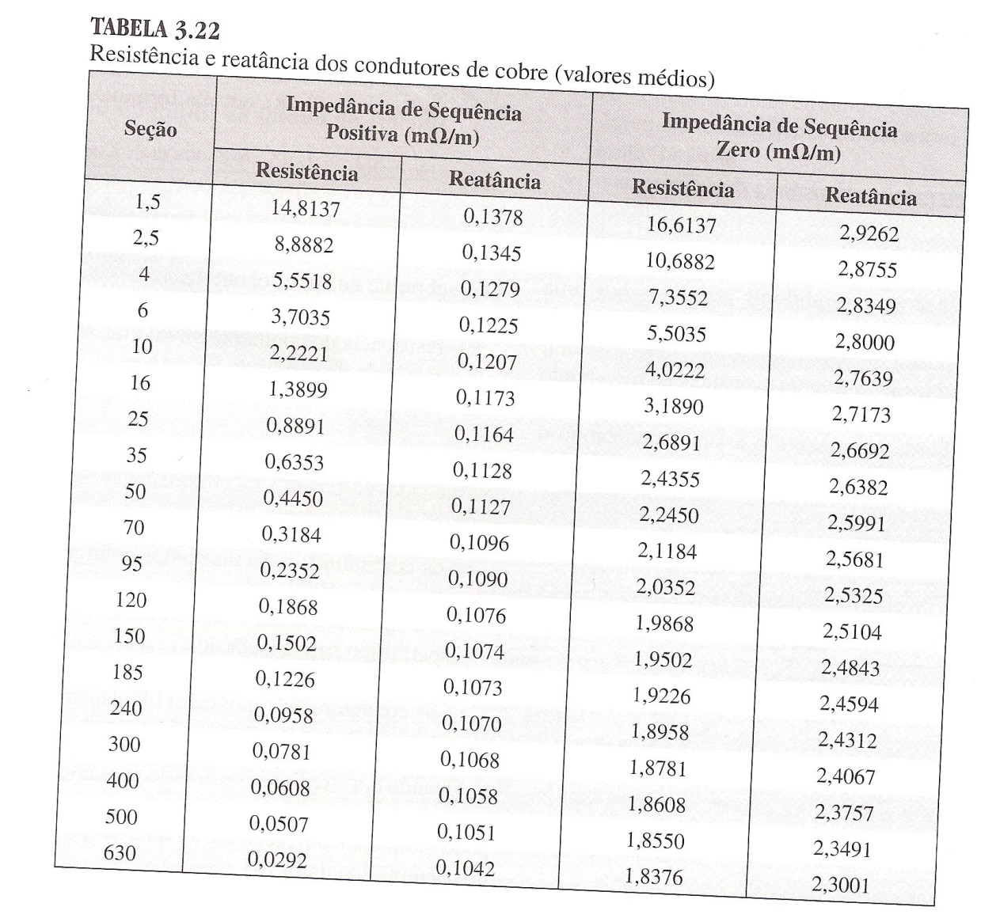 TABELA 3.22
Resistência e reatância dos condutores de cobre (valores médios)
Seção Impedância de Sequência Positiva (mΩ/m) Impedância de Sequência Zero (mΩ/m)
Resistência Reatância Resistência Reatância
1,5 14,8137 0,1378 16,6137 2,9262
2,5 8,8882 0,1345 10,6882 2,8755
4 5,5518 0,1279 7,3552 2,8349
6 3,7035 0,1225 5,5035 2,8000
10 2,2221 0,1207 4,0222 2,7639
16 1,3899 0,1173 3,1890 2,7173
25 0,8891 0,1164 2,6891 2,6692
35 0,6353 0,1128 2,4355 2,6382
50 0,4450 0,1127 2,2450 2,5991
70 0,3184 0,1096 2,1184 2,5681
95 0,2352 0,1090 2,0352 2,5325
120 0,1868 0,1076 1,9868 2,5104
150 0,1502 0,1074 1,9502 2,4843
185 0,1226 0,1073 1,9226 2,4594
240 0,0958 0,1070 1,8958 2,4312
300 0,0781 0,1068 1,8781 2,4067
400 0,0608 0,1058 1,8608 2,3757
500 0,0507 0,1051 1,8550 2,3491
630 0,0292 0,1042 1,8376 2,3001